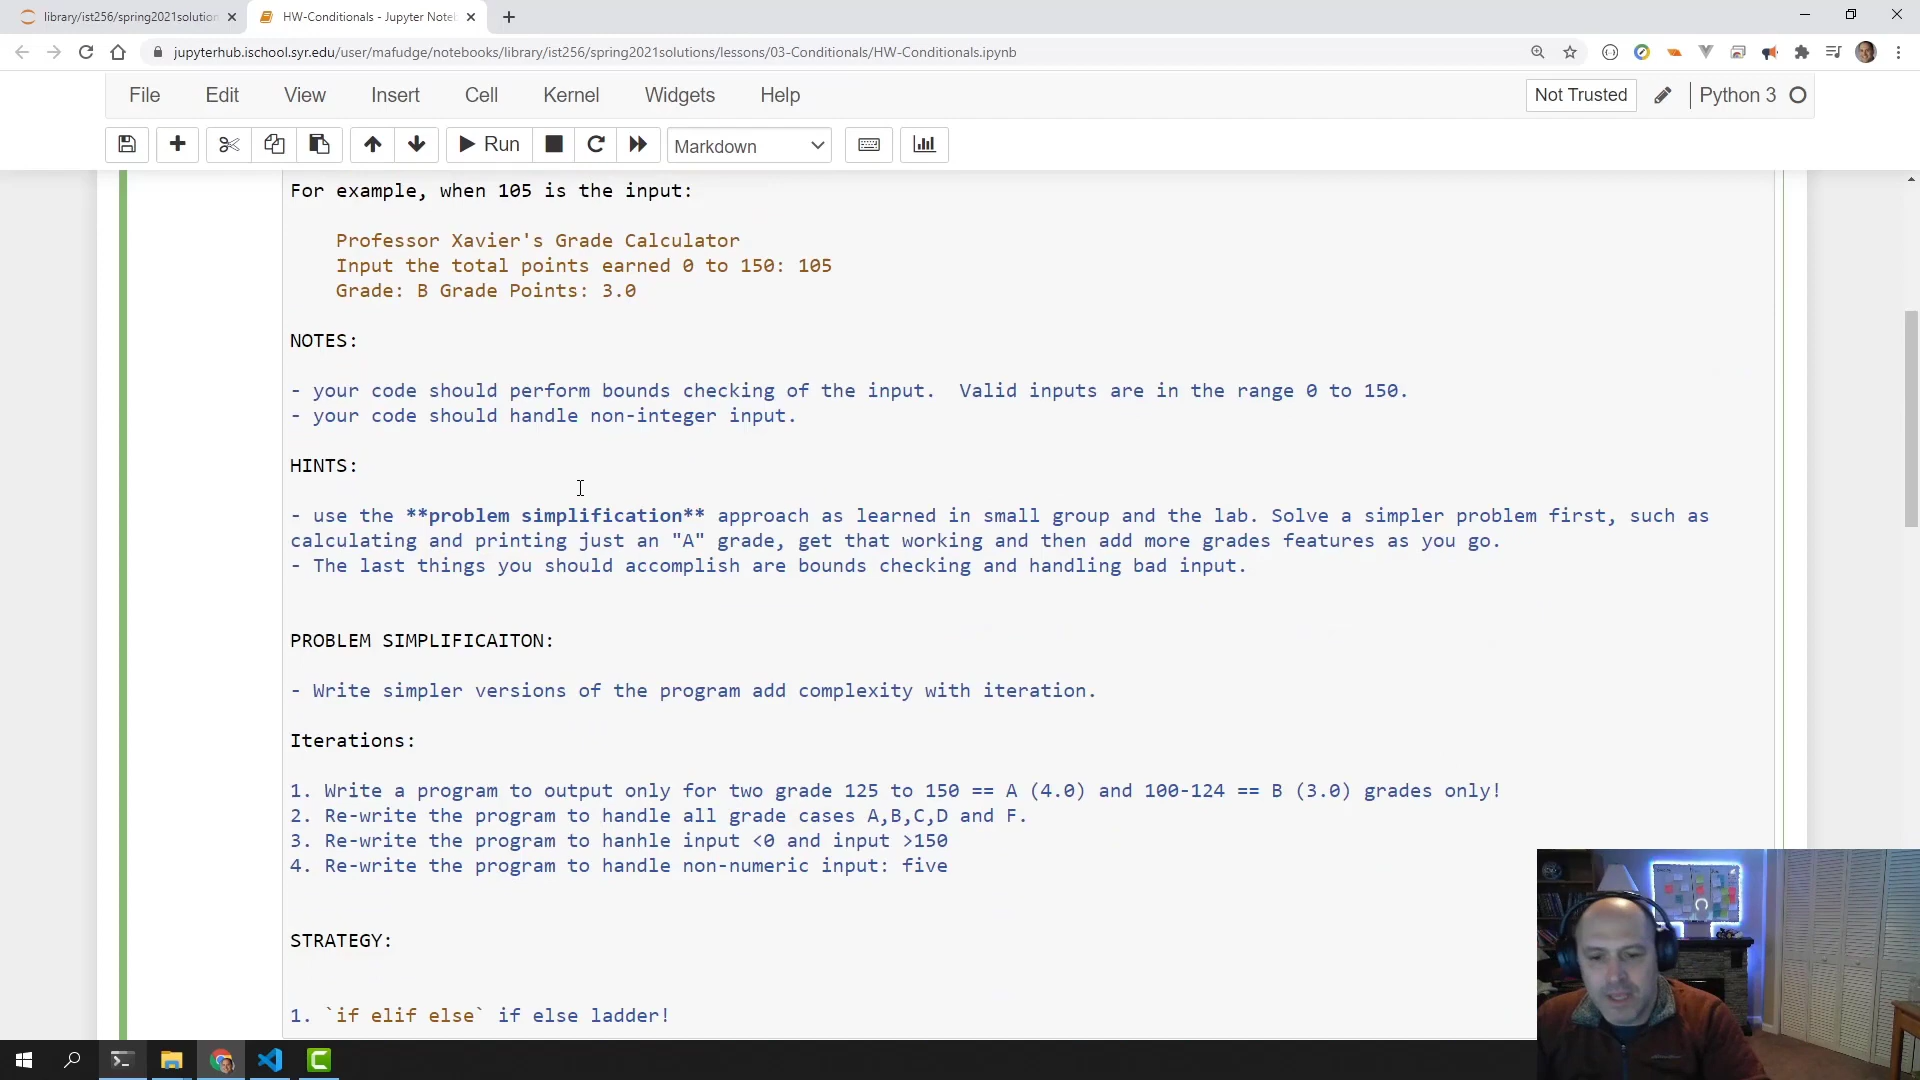 library/ist256/spring2021solution
HW-Conditionals - Jupyter Noteb
jupyterhub.ischool.syr.edu/user/mafudge/notebooks/library/ist256/spring2021solutions/lessons/03-Conditionals/HW-Conditionals.ipynb
File Edit View Insert Cell Kernel Widgets Help Not Trusted Python 3
Run Markdown
For example, when 105 is the input:
Professor Xavier's Grade Calculator
Input the total points earned 0 to 150: 105
Grade: B Grade Points: 3.0
NOTES:
- your code should perform bounds checking of the input.  Valid inputs are in the range 0 to 150.
- your code should handle non-integer input.
HINTS:
- use the **problem simplification** approach as learned in small group and the lab. Solve a simpler problem first, such as
calculating and printing just an "A" grade, get that working and then add more grades features as you go.
- The last things you should accomplish are bounds checking and handling bad input.
PROBLEM SIMPLIFICAITON:
- Write simpler versions of the program add complexity with iteration.
Iterations:
1. Write a program to output only for two grade 125 to 150 == A (4.0) and 100-124 == B (3.0) grades only!
2. Re-write the program to handle all grade cases A,B,C,D and F.
3. Re-write the program to hanhle input <0 and input >150
4. Re-write the program to handle non-numeric input: five
STRATEGY:
1. `if elif else` if else ladder!